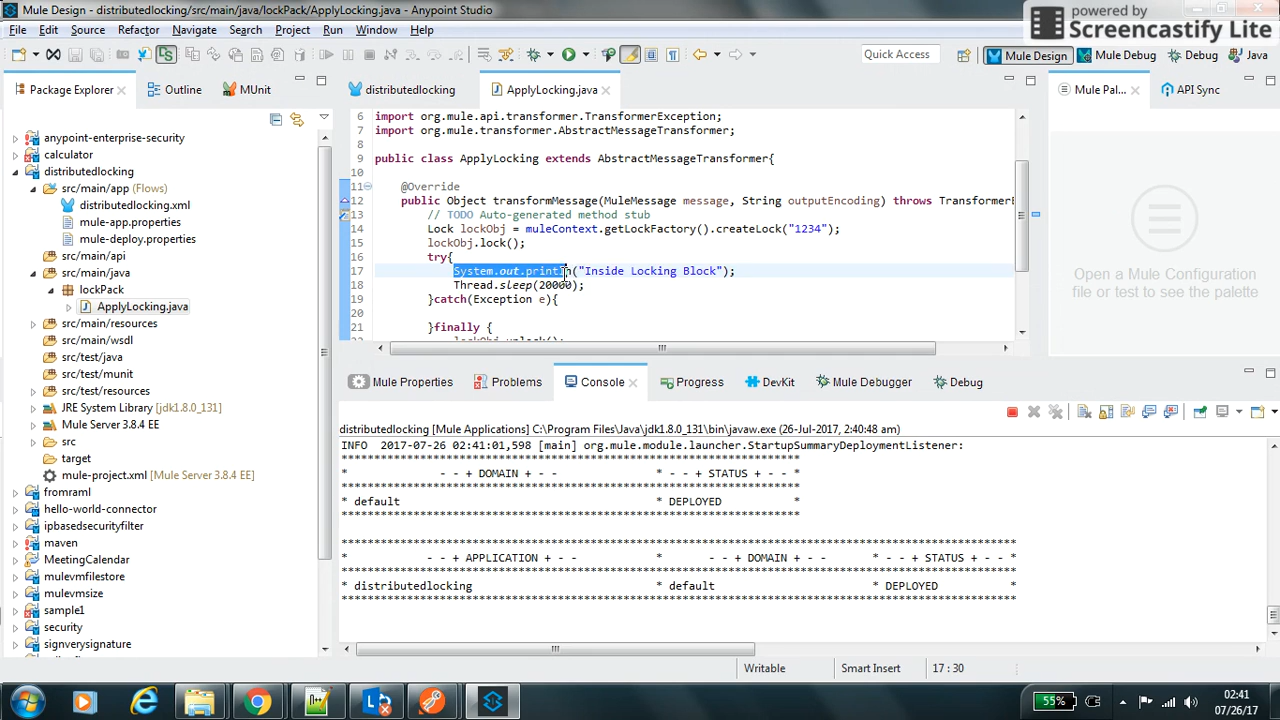 Mule Design - distributedlocking/src/main/java/lockPack/ApplyLocking.java - Anypoint Studio
powered by
Screencastify Lite
File Edit Source Refactor Navigate Search Project Run Window Help
Quick Access
Mule Design
Mule Debug
Debug
Java
Package Explorer
Outline
MUnit
distributedlocking
ApplyLocking.java
Mule Pal...
API Sync
anypoint-enterprise-security
calculator
distributedlocking
src/main/app (Flows)
distributedlocking.xml
mule-app.properties
mule-deploy.properties
src/main/api
src/main/java
lockPack
ApplyLocking.java
src/main/resources
src/main/wsdl
src/test/java
src/test/munit
src/test/resources
JRE System Library [jdk1.8.0_131]
Mule Server 3.8.4 EE
src
target
mule-project.xml [Mule Server 3.8.4 EE]
fromraml
hello-world-connector
ipbasedsecurityfilter
maven
MeetingCalendar
mulevmfilestore
mulevmsize
sample1
security
signverysignature
6 import org.mule.api.transformer.TransformerException;
7 import org.mule.transformer.AbstractMessageTransformer;
8
9 public class ApplyLocking extends AbstractMessageTransformer{
10
11 @Override
12 public Object transformMessage(MuleMessage message, String outputEncoding) throws TransformerE
13 // TODO Auto-generated method stub
14 Lock lockObj = muleContext.getLockFactory().createLock("1234");
15 lockObj.lock();
16 try{
17 System.out.println("Inside Locking Block");
18 Thread.sleep(20000);
19 }catch(Exception e){
20
21 }finally {
lockObj.unlock();
Open a Mule Configuration
file or test to see the palette
Mule Properties
Problems
Console
Progress
DevKit
Mule Debugger
Debug
distributedlocking [Mule Applications] C:\Program Files\Java\jdk1.8.0_131\bin\javaw.exe (26-Jul-2017, 2:40:48 am)
INFO 2017-07-26 02:41:01,598 [main] org.mule.module.launcher.StartupSummaryDeploymentListener:
* - - + DOMAIN + - - * - - + STATUS + - - *
* default * DEPLOYED *
* - - + APPLICATION + - - * - - + DOMAIN + - - * - - + STATUS + - - *
* distributedlocking * default * DEPLOYED *
Writable
Smart Insert
17 : 30
55%
02:41
07/26/17